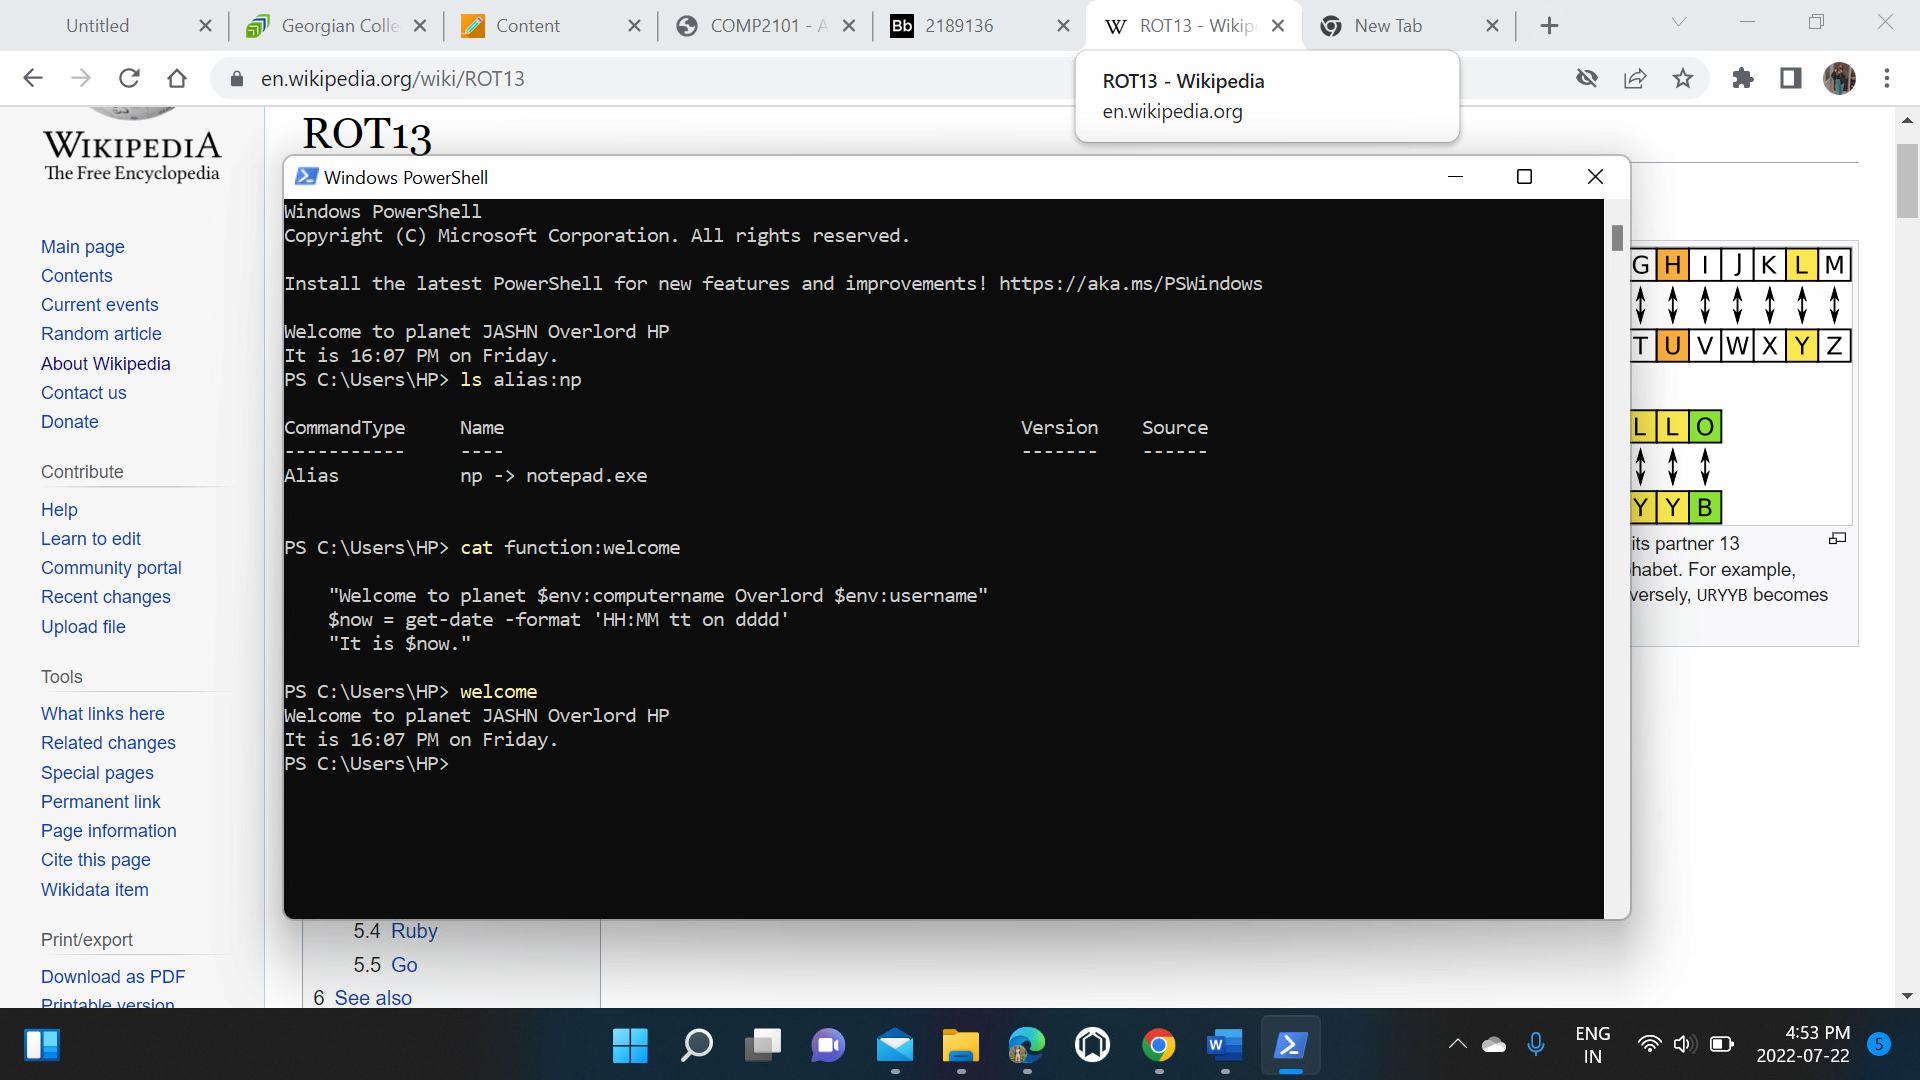 Untitled
Georgian Colle
Content
COMP2101 - A
Bb 2189136
W ROT13 - Wikip
New Tab
en.wikipedia.org/wiki/ROT13
ROT13 - Wikipedia
en.wikipedia.org
WIKIPEDIA
The Free Encyclopedia
Main page
Contents
Current events
Random article
About Wikipedia
Contact us
Donate
Contribute
Help
Learn to edit
Community portal
Recent changes
Upload file
Tools
What links here
Related changes
Special pages
Permanent link
Page information
Cite this page
Wikidata item
Print/export
Download as PDF
Printable version
ROT13
Windows PowerShell
Windows PowerShell
Copyright (C) Microsoft Corporation. All rights reserved.
Install the latest PowerShell for new features and improvements! https://aka.ms/PSWindows
Welcome to planet JASHN Overlord HP
It is 16:07 PM on Friday.
PS C:\Users\HP> ls alias:np
CommandType Name Version Source
----------- ---- ------- ------
Alias np -> notepad.exe
PS C:\Users\HP> cat function:welcome
"Welcome to planet $env:computername Overlord $env:username"
$now = get-date -format 'HH:MM tt on dddd'
"It is $now."
PS C:\Users\HP> welcome
Welcome to planet JASHN Overlord HP
It is 16:07 PM on Friday.
PS C:\Users\HP>
G H I J K L M
T U V W X Y Z
L L O
Y Y B
its partner 13
habet. For example,
versely, URYYB becomes
5.4 Ruby
5.5 Go
6 See also
W
ENG
IN
4:53 PM
2022-07-22
5